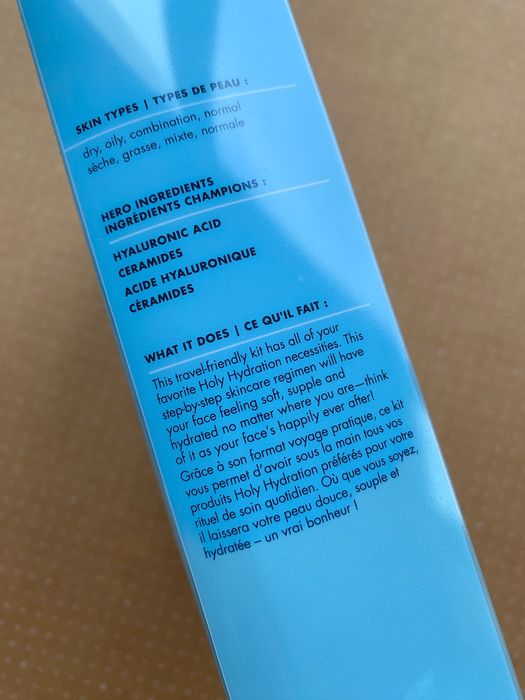 SKIN TYPES | TYPES DE PEAU :
dry, oily, combination, normal
sèche, grasse, mixte, normale
HERO INGREDIENTS
INGRÉDIENTS CHAMPIONS :
HYALURONIC ACID
CERAMIDES
ACIDE HYALURONIQUE
CÉRAMIDES
WHAT IT DOES | CE QU'IL FAIT :
This travel-friendly kit has all of your
favorite Holy Hydration necessities. This
step-by-step skincare regimen will have
your face feeling soft, supple and
hydrated no matter where you are—think
of it as your face's happily ever after!
Grâce à son format voyage pratique, ce kit
vous permet d'avoir sous la main tous vos
produits Holy Hydration préférés pour votre
rituel de soin quotidien. Où que vous soyez,
il laissera votre peau douce, souple et
hydratée – un vrai bonheur !